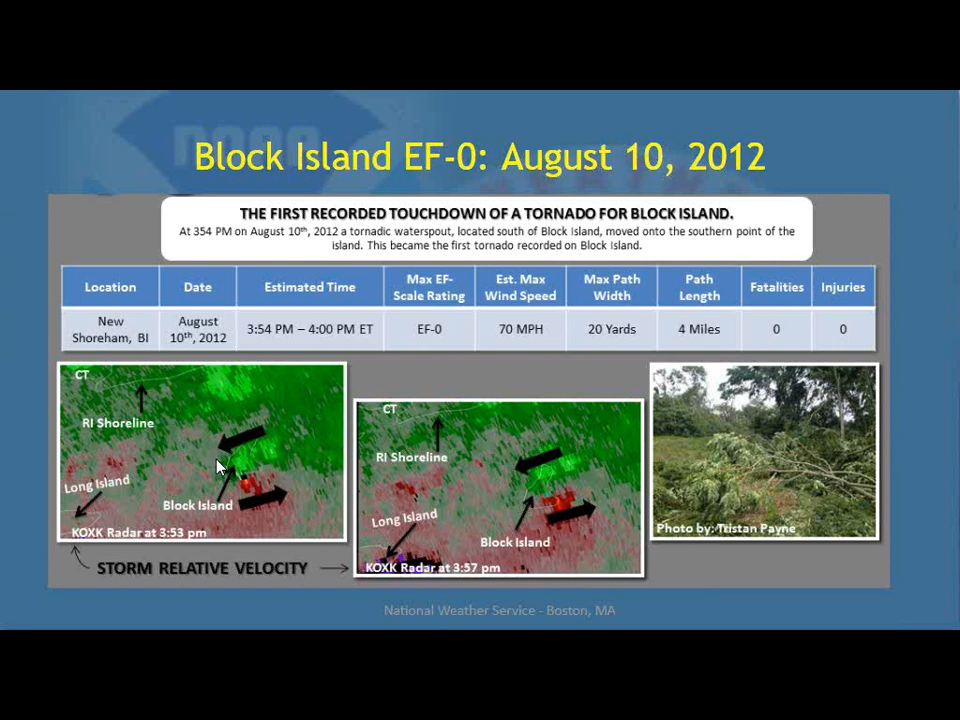 Block Island EF-0: August 10, 2012
THE FIRST RECORDED TOUCHDOWN OF A TORNADO FOR BLOCK ISLAND.
At 354 PM on August 10th, 2012 a tornadic waterspout, located south of Block Island, moved onto the southern point of the
island. This became the first tornado recorded on Block Island.
Location Date Estimated Time Max EF-Scale Rating Est. Max Wind Speed Max Path Width Path Length Fatalities Injuries
New Shoreham, BI August 10th, 2012 3:54 PM – 4:00 PM ET EF-0 70 MPH 20 Yards 4 Miles 0 0
CT
RI Shoreline
Long Island
Block Island
KOXK Radar at 3:53 pm
CT
RI Shoreline
Long Island
Block Island
KOXK Radar at 3:57 pm
Photo by: Tristan Payne
STORM RELATIVE VELOCITY
National Weather Service - Boston, MA